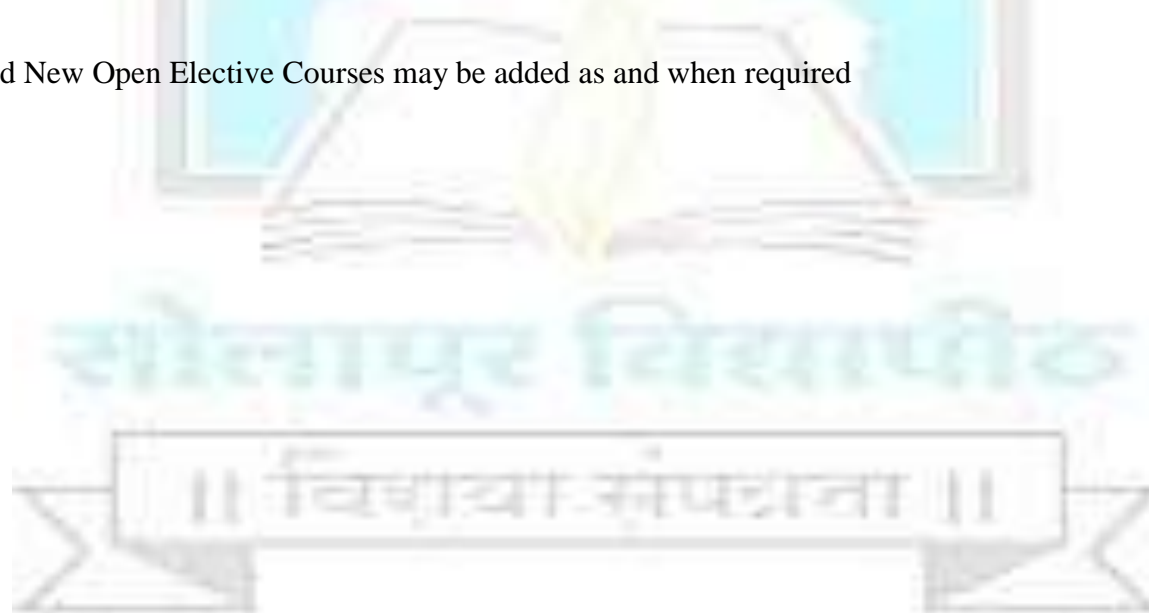 d New Open Elective Courses may be added as and when required
सोलापूर विद्यापीठ
|| विद्यया संपन्नता ||